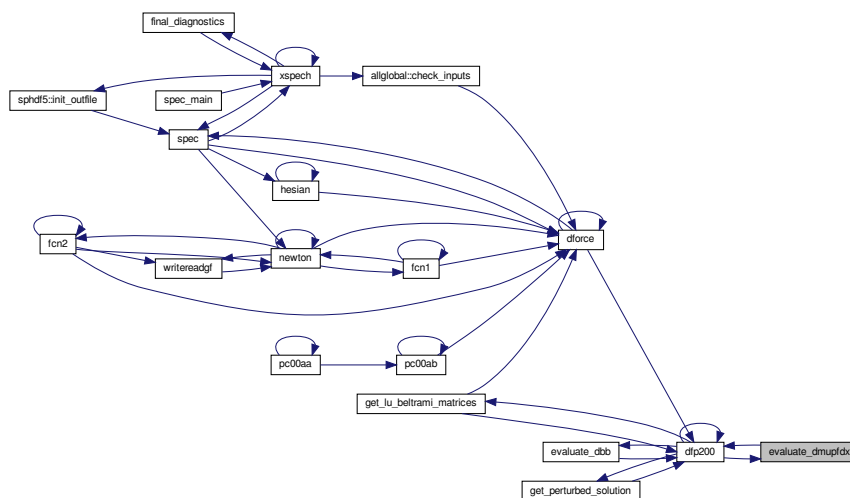 final_diagnostics
xspech
allglobal::check_inputs
sphdf5::init_outfile
spec_main
spec
hesian
fcn2
dforce
newton
writereadgf
fcn1
pc00aa
pc00ab
get_lu_beltrami_matrices
evaluate_dbb
dfp200
evaluate_dmupfdx
get_perturbed_solution